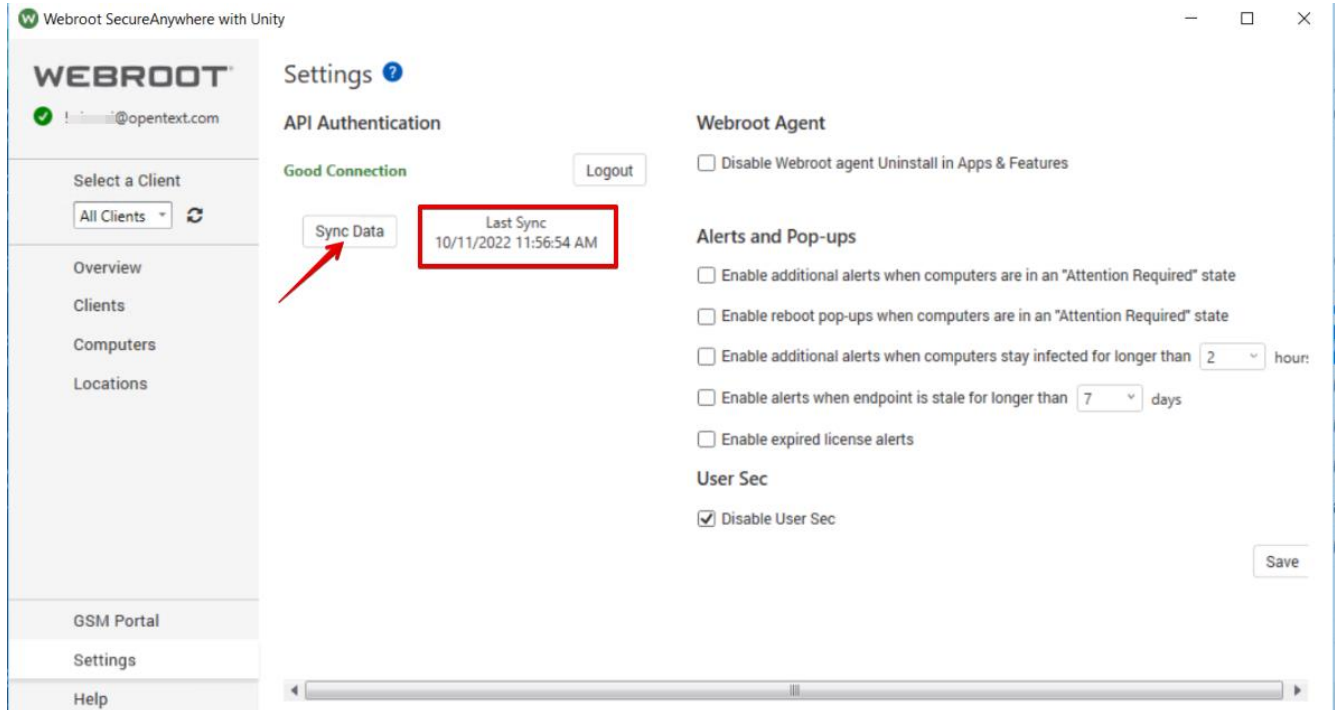 Webroot SecureAnywhere with Unity
WEBROOT
@opentext.com
Select a Client
All Clients
Overview
Clients
Computers
Locations
GSM Portal
Settings
Help
Settings ?
API Authentication
Good Connection
Logout
Sync Data
Last Sync
10/11/2022 11:56:54 AM
Webroot Agent
Disable Webroot agent Uninstall in Apps & Features
Alerts and Pop-ups
Enable additional alerts when computers are in an "Attention Required" state
Enable reboot pop-ups when computers are in an "Attention Required" state
Enable additional alerts when computers stay infected for longer than 2
Enable alerts when endpoint is stale for longer than 7 days
Enable expired license alerts
User Sec
Disable User Sec
Save